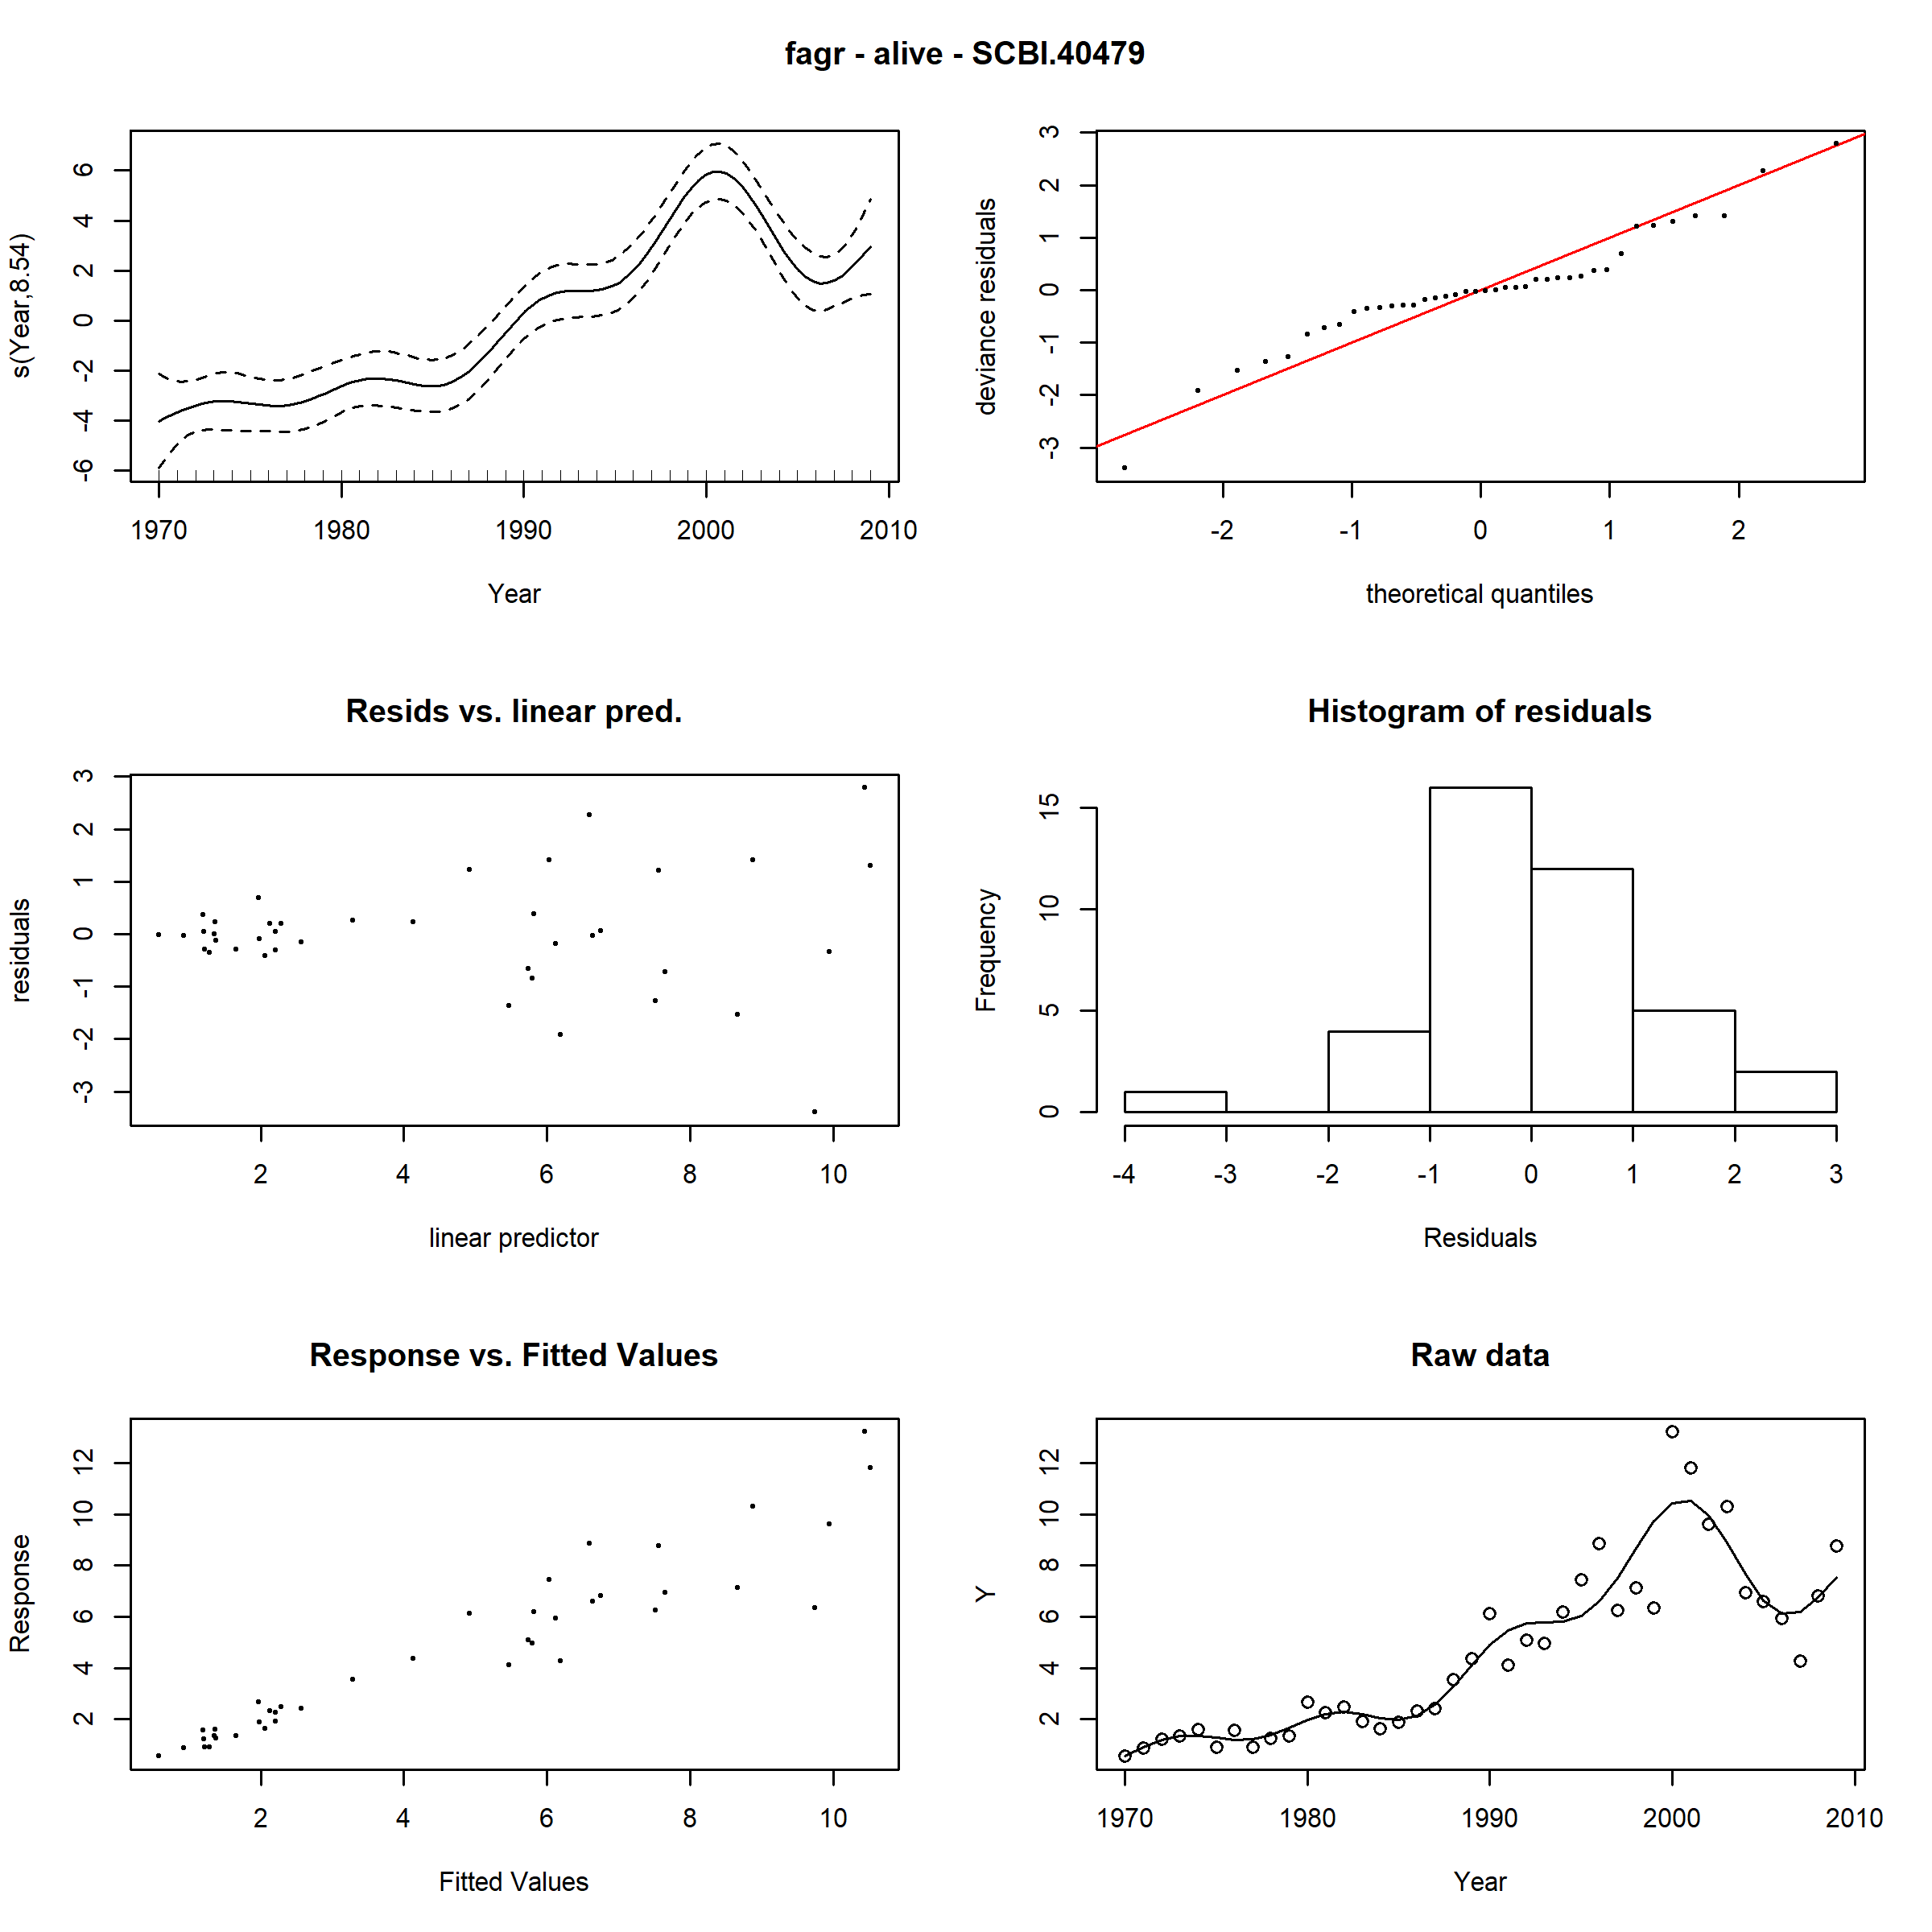 fagr - alive - SCBI.40479
s(Year,8.54)
6
4
2
0
-2
-4
-6
1970 1980 1990 2000 2010
Year
deviance residuals
3
2
1
0
-1
-2
-3
-2 -1 0 1 2
theoretical quantiles
Resids vs. linear pred.
residuals
3
2
1
0
-1
-2
-3
2 4 6 8 10
linear predictor
Histogram of residuals
Frequency
15
10
5
0
-4 -3 -2 -1 0 1 2 3
Residuals
Response vs. Fitted Values
Response
12
10
8
6
4
2
2 4 6 8 10
Fitted Values
Raw data
Y
12
10
8
6
4
2
1970 1980 1990 2000 2010
Year